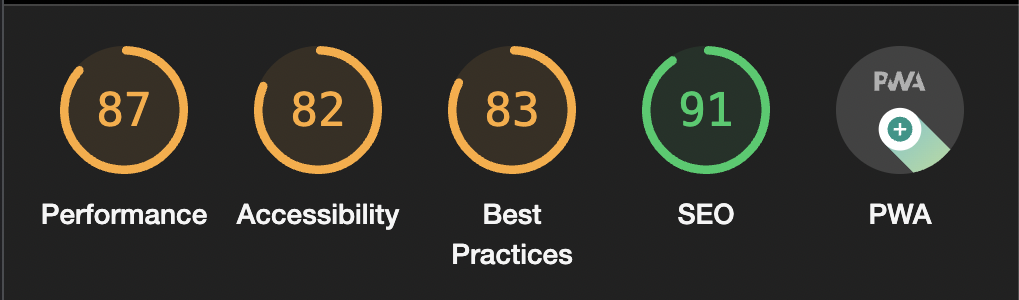 87
82
83
91
PWA
Performance
Accessibility
Best
Practices
SEO
PWA